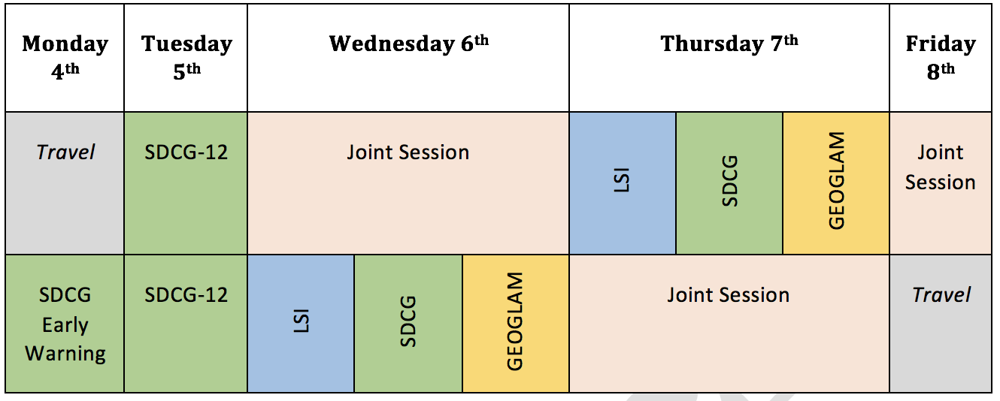 Monday
4th
Tuesday
5th
Wednesday 6th
Thursday 7th
Friday
8th
Travel
SDCG-12
Joint Session
LSI
SDCG
GEOGLAM
Joint
Session
SDCG
Early
Warning
SDCG-12
LSI
SDCG
GEOGLAM
Joint Session
Travel